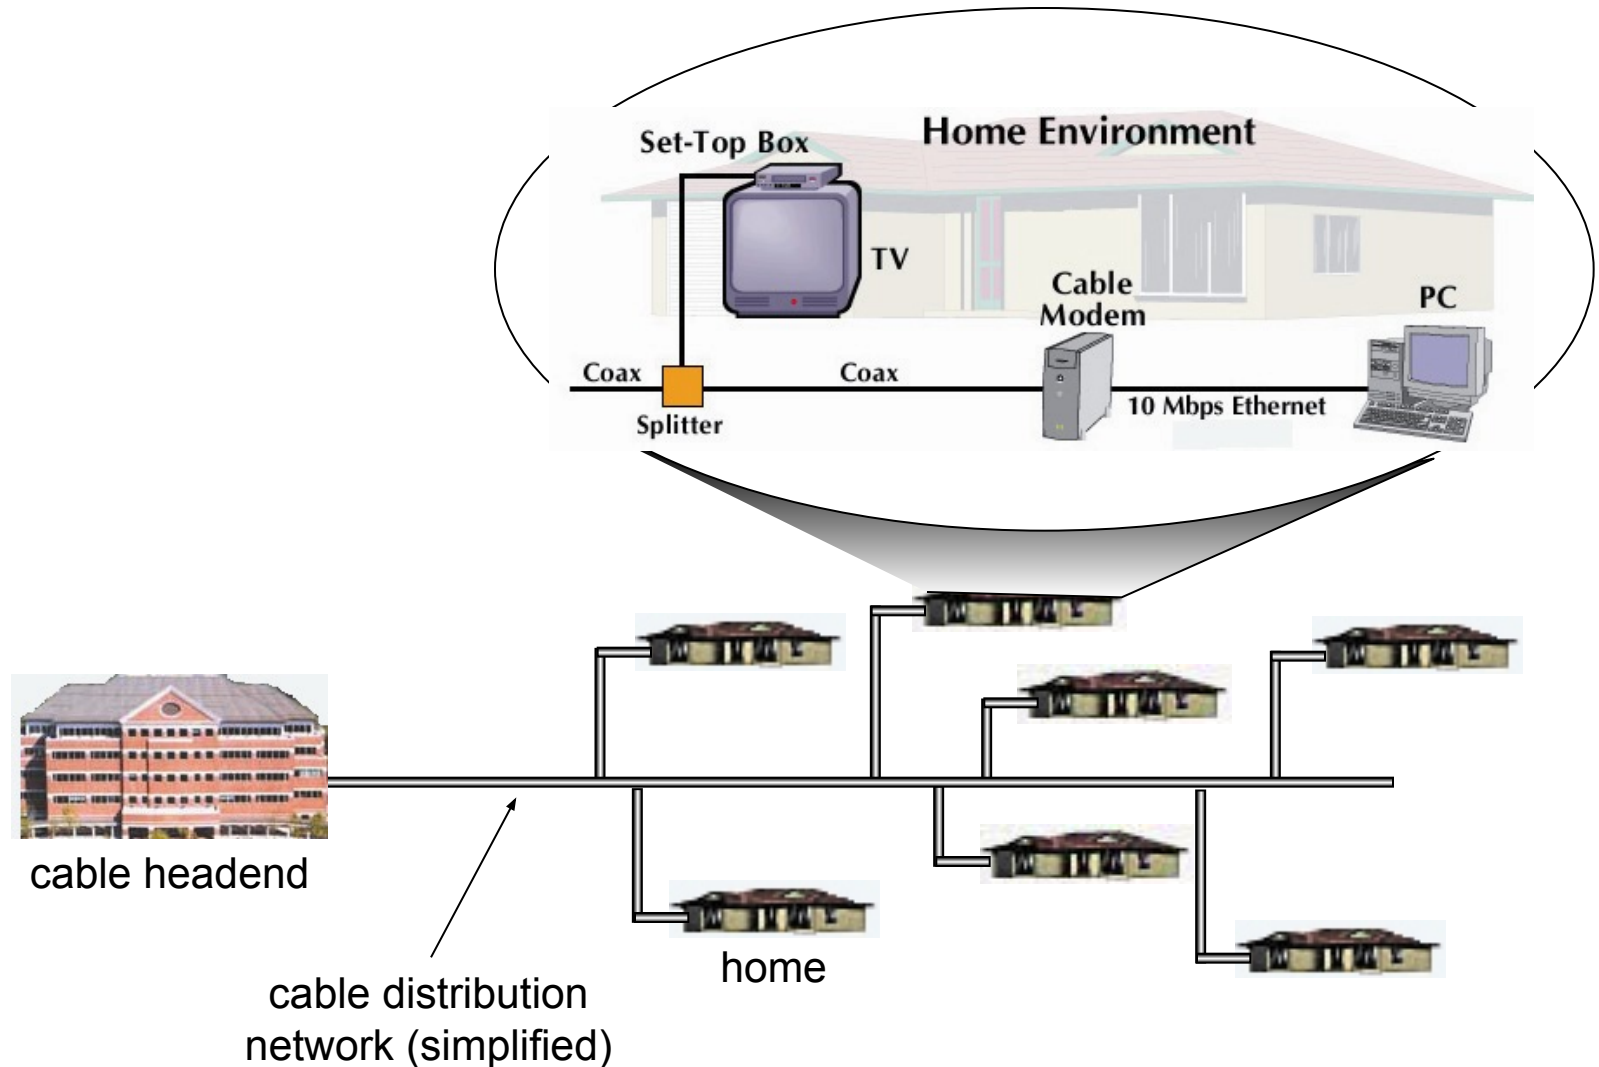 Home Environment
Set-Top Box
TV
Cable
Modem
PC
Coax
Coax
10 Mbps Ethernet
Splitter
cable headend
home
cable distribution
network (simplified)